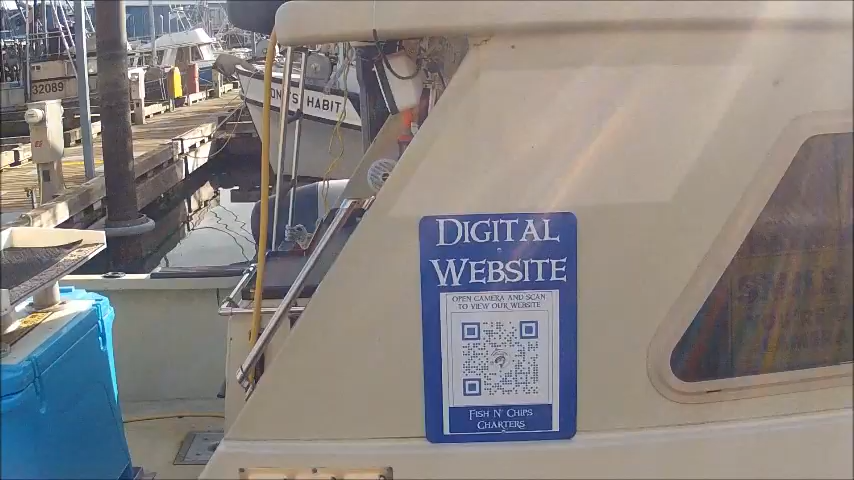 32089
HABIT
DIGITAL
WEBSITE
OPEN CAMERA AND SCAN
TO VIEW OUR WEBSITE
FISH N' CHIPS
CHARTERS